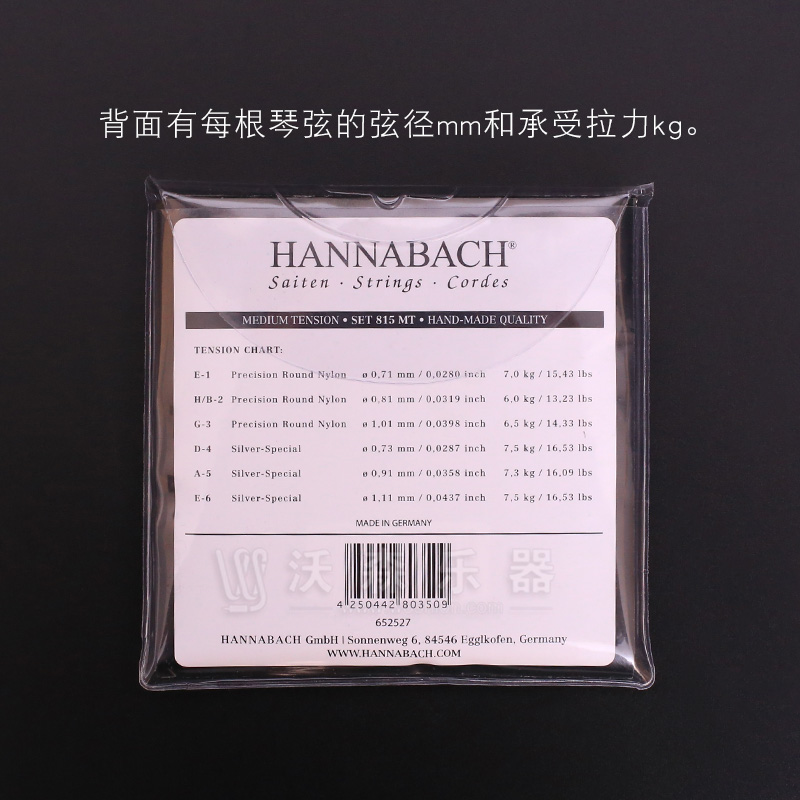 背面有每根琴弦的弦径mm和承受拉力kg。
HANNABACH®
Saiten · Strings · Cordes
MEDIUM TENSION • SET 815 MT • HAND-MADE QUALITY
TENSION CHART:
E-1 Precision Round Nylon ø 0,71 mm / 0,0280 inch 7,0 kg / 15,43 lbs
H/B-2 Precision Round Nylon ø 0,81 mm / 0,0319 inch 6,0 kg / 13,23 lbs
G-3 Precision Round Nylon ø 1,01 mm / 0,0398 inch 6,5 kg / 14,33 lbs
D-4 Silver-Special ø 0,73 mm / 0,0287 inch 7,5 kg / 16,53 lbs
A-5 Silver-Special ø 0,91 mm / 0,0358 inch 7,3 kg / 16,09 lbs
E-6 Silver-Special ø 1,11 mm / 0,0437 inch 7,5 kg / 16,53 lbs
MADE IN GERMANY
沃森乐器
4 250442 803509
652527
HANNABACH GmbH | Sonnenweg 6, 84546 Egglkofen, Germany
WWW.HANNABACH.COM